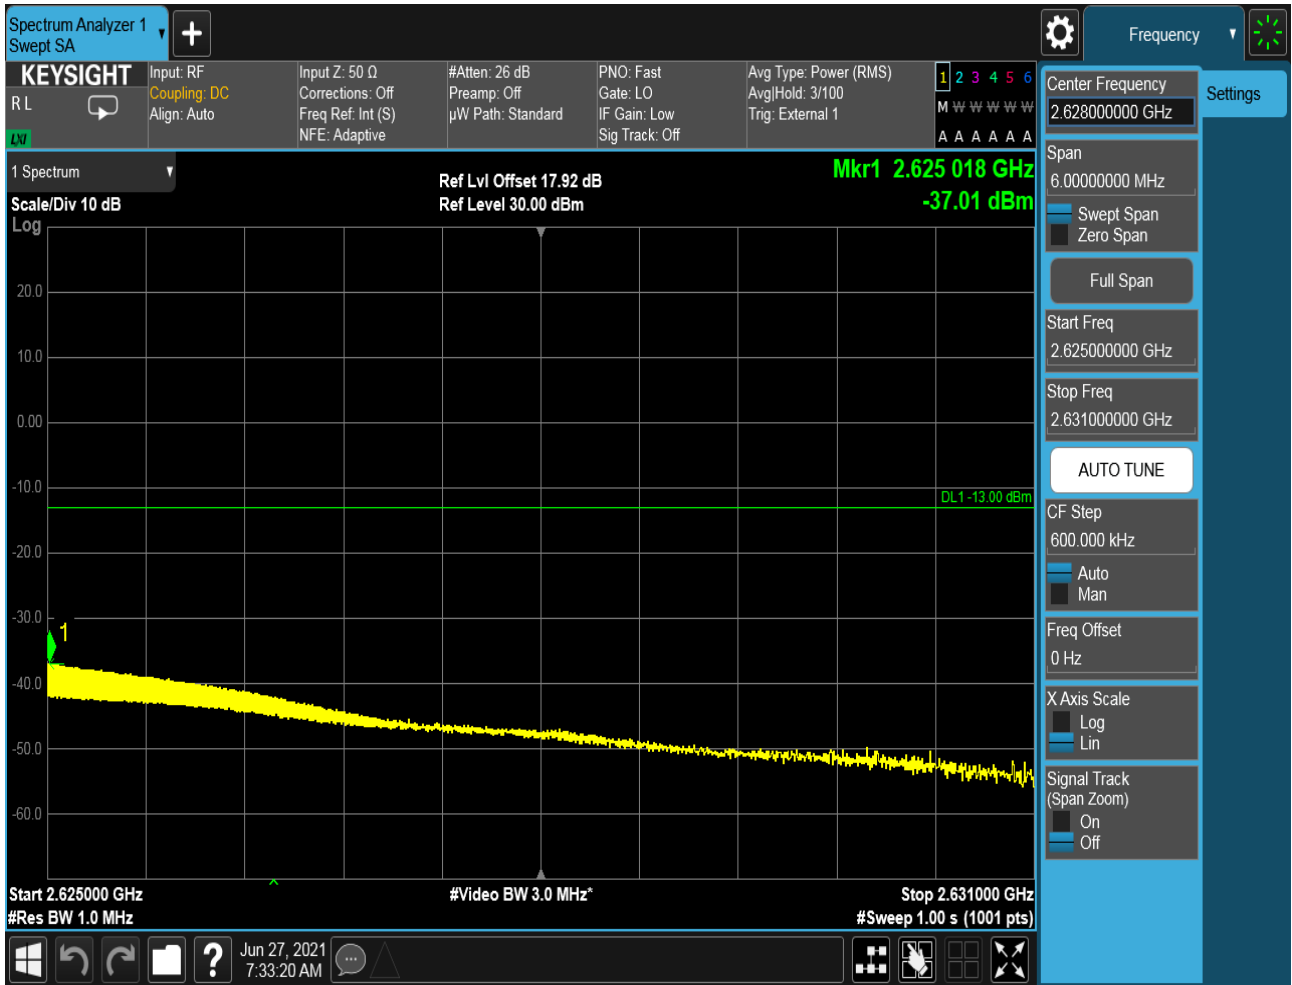 Spectrum Analyzer 1
Swept SA
Frequency
KEYSIGHT
R L
LXI
Input: RF
Coupling: DC
Align: Auto
Input Z: 50 Ω
Corrections: Off
Freq Ref: Int (S)
NFE: Adaptive
#Atten: 26 dB
Preamp: Off
µW Path: Standard
PNO: Fast
Gate: LO
IF Gain: Low
Sig Track: Off
Avg Type: Power (RMS)
Avg|Hold: 3/100
Trig: External 1
1 2 3 4 5 6
M W W W W W
A A A A A A
1 Spectrum
Scale/Div 10 dB
Log
Ref Lvl Offset 17.92 dB
Ref Level 30.00 dBm
Mkr1 2.625 018 GHz
-37.01 dBm
20.0
10.0
0.00
-10.0
DL1 -13.00 dBm
-20.0
-30.0
1
-40.0
-50.0
-60.0
Start 2.625000 GHz
#Video BW 3.0 MHz*
Stop 2.631000 GHz
#Res BW 1.0 MHz
#Sweep 1.00 s (1001 pts)
Center Frequency
2.628000000 GHz
Settings
Span
6.00000000 MHz
Swept Span
Zero Span
Full Span
Start Freq
2.625000000 GHz
Stop Freq
2.631000000 GHz
AUTO TUNE
CF Step
600.000 kHz
Auto
Man
Freq Offset
0 Hz
X Axis Scale
Log
Lin
Signal Track
(Span Zoom)
On
Off
?
Jun 27, 2021
7:33:20 AM